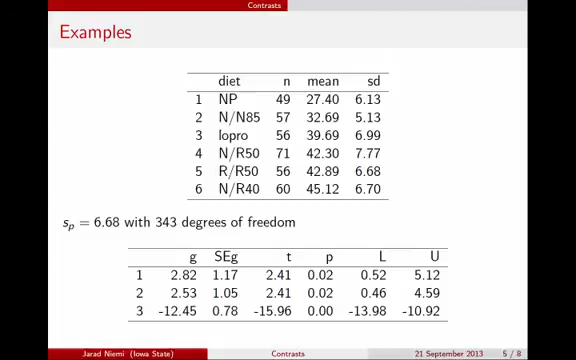 Contrasts
Examples
diet n mean sd
1 NP 49 27.40 6.13
2 N/N85 57 32.69 5.13
3 lopro 56 39.69 6.99
4 N/R50 71 42.30 7.77
5 R/R50 56 42.89 6.68
6 N/R40 60 45.12 6.70
sp = 6.68 with 343 degrees of freedom
g SEg t p L U
1 2.82 1.17 2.41 0.02 0.52 5.12
2 2.53 1.05 2.41 0.02 0.46 4.59
3 -12.45 0.78 -15.96 0.00 -13.98 -10.92
Jarad Niemi (Iowa State) Contrasts 21 September 2013 5 / 8